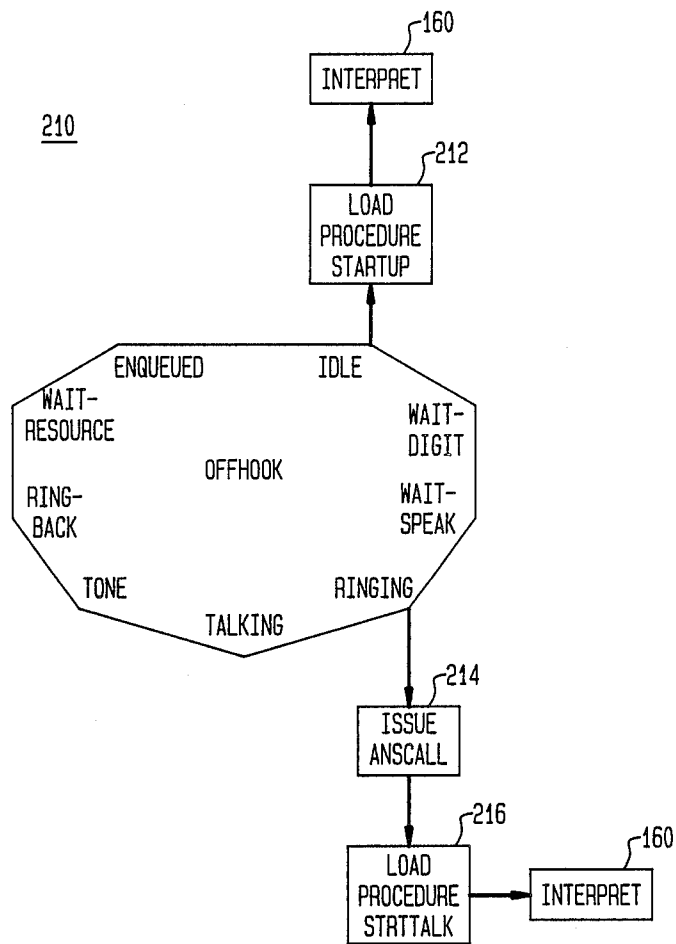 160
INTERPRET
210
212
LOAD
PROCEDURE
STARTUP
ENQUEUED
IDLE
WAIT-
RESOURCE
WAIT-
DIGIT
OFFHOOK
RING-
BACK
WAIT-
SPEAK
TONE
RINGING
TALKING
214
ISSUE
ANSCALL
216
LOAD
PROCEDURE
STRTTALK
160
INTERPRET